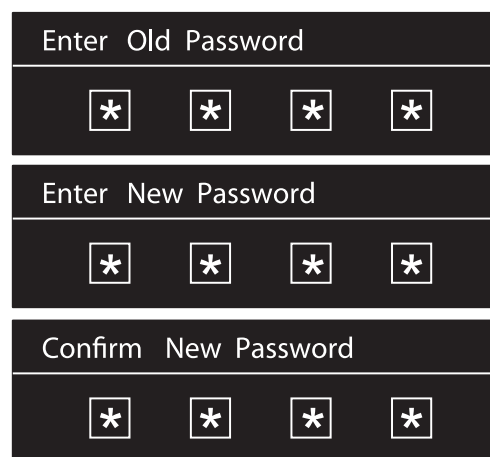 Enter Old Password
* * * *
Enter New Password
* * * *
Confirm New Password
* * * *